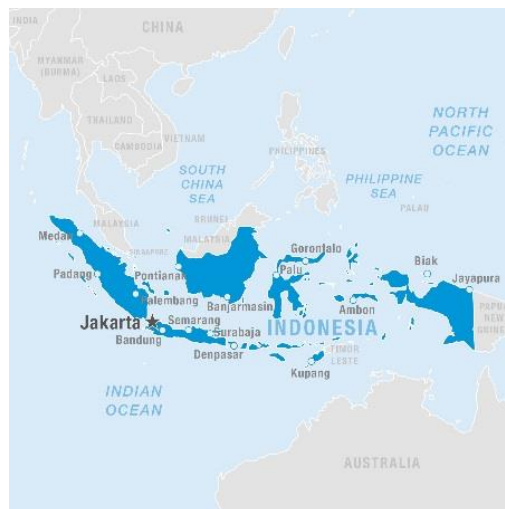 INDIA
CHINA
MYANMAR
(BURMA)
LAOS
THAILAND
CAMBODIA
VIETNAM
PHILIPPINES
NORTH
PACIFIC
OCEAN
SOUTH
CHINA
SEA
PHILIPPINE
SEA
PALAU
BRUNEI
MALAYSIA
MALAYSIA
SINGAPORE
Medan
Padang
Pontianak
Palembang
Banjarmasin
Gorontalo
Palu
Biak
Jayapura
Ambon
PAPUA
NEW
GUINEA
Jakarta
Semarang
Surabaja
Bandung
Denpasar
INDONESIA
TIMOR
LESTE
Kupang
INDIAN
OCEAN
AUSTRALIA